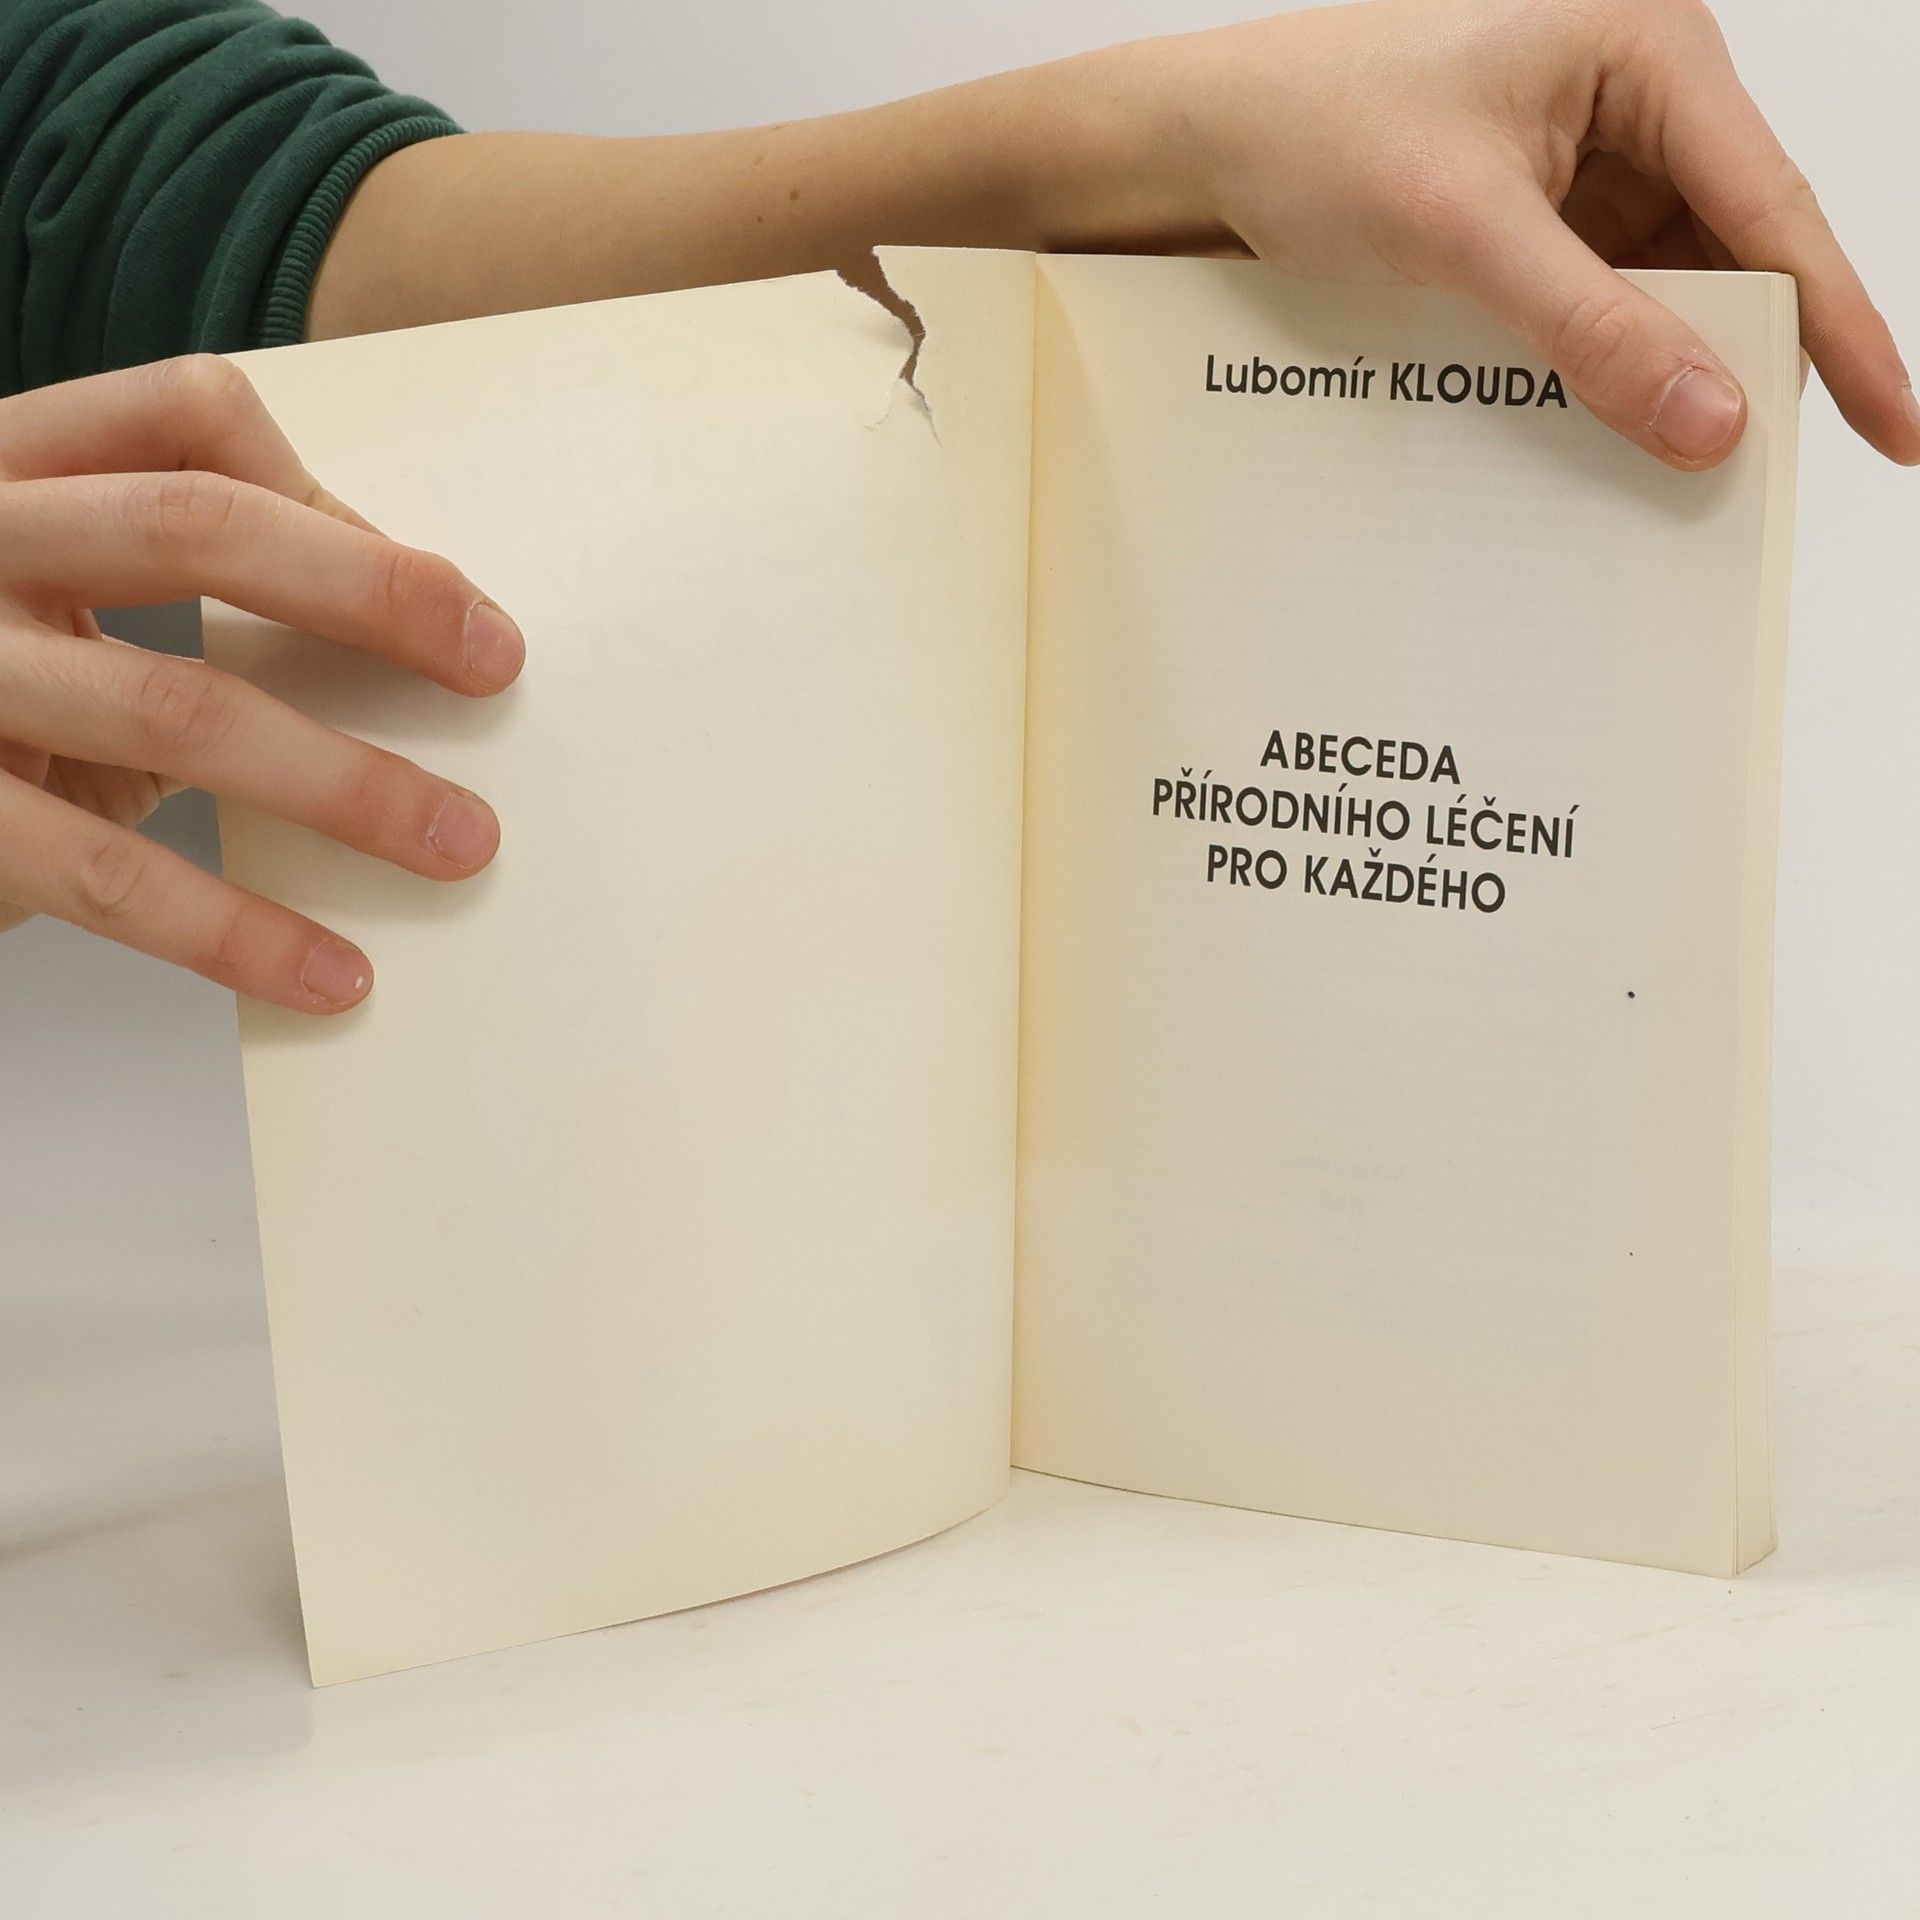 Lubomír KLOUDA
ABECEDA
PŘÍRODNÍHO LÉČENÍ
PRO KAŽDÉHO